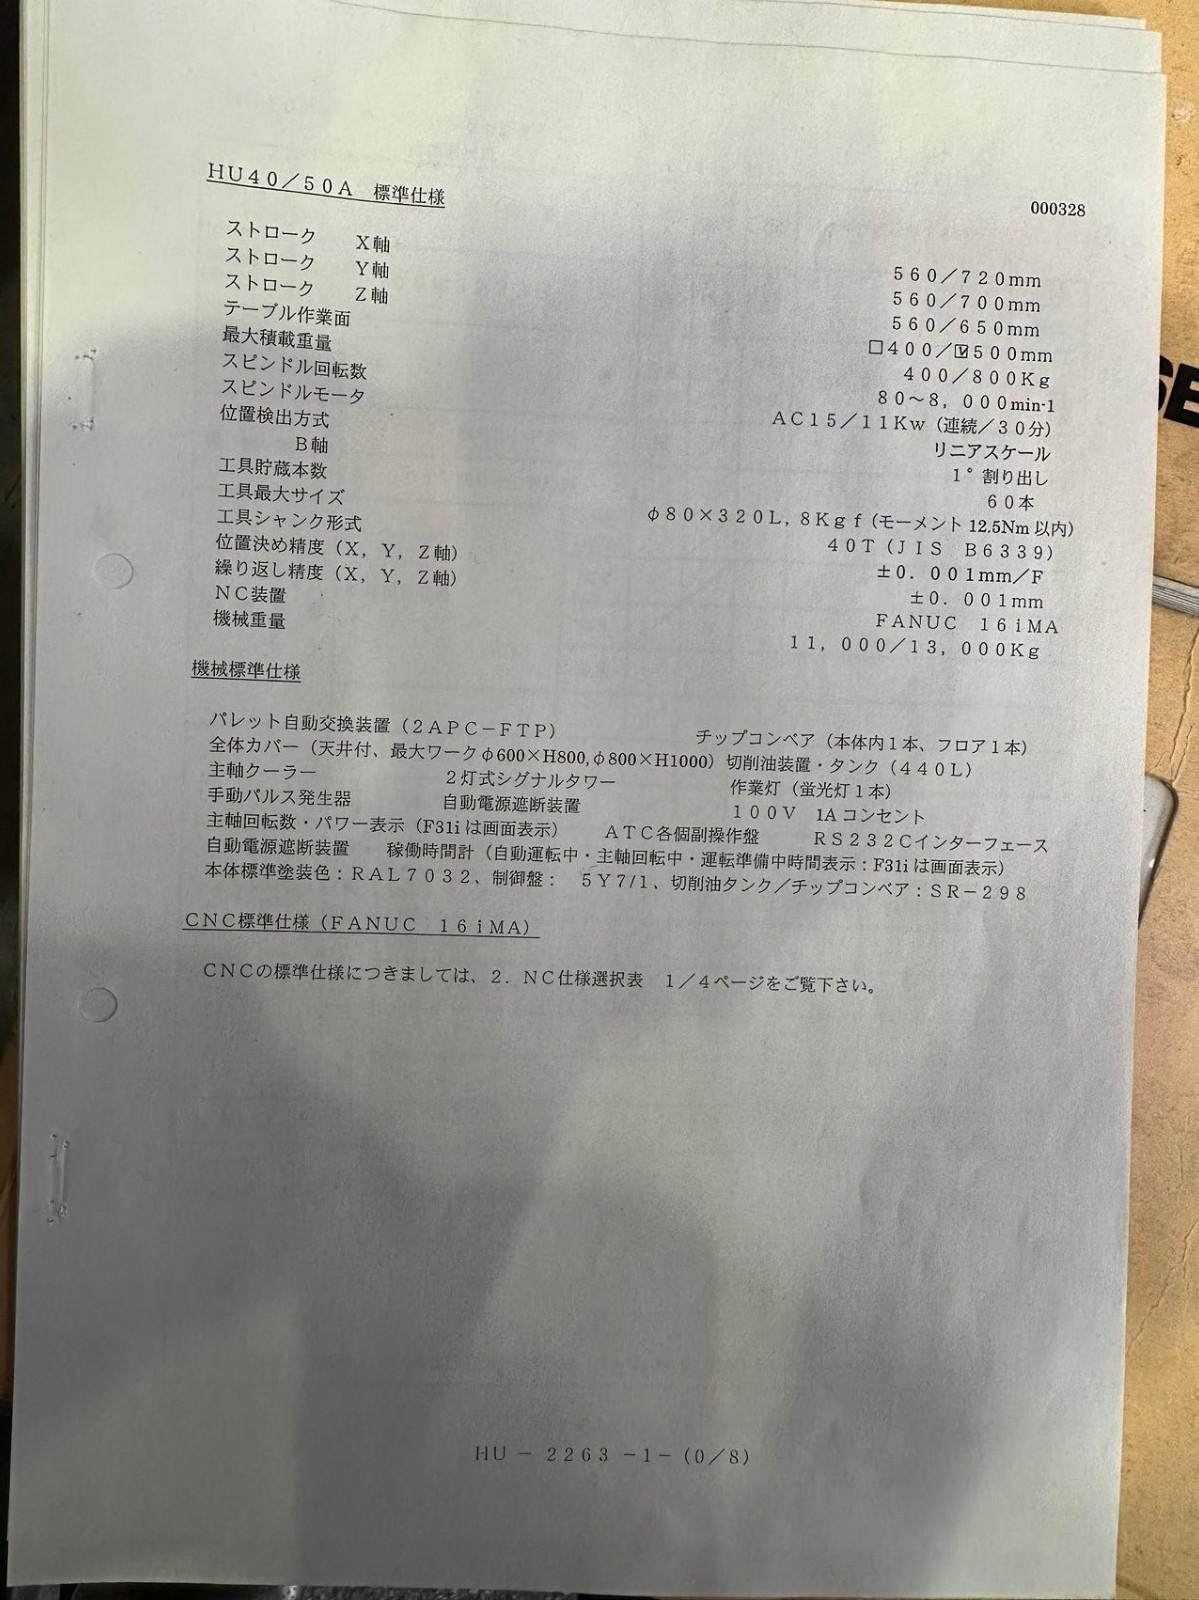 HU40/50A 標準仕様
000328
ストローク X軸 560/720mm
ストローク Y軸 560/700mm
ストローク Z軸 560/650mm
テーブル作業面 □400/☑500mm
最大積載重量 400/800Kg
スピンドル回転数 80~8,000min-1
スピンドルモータ AC15/11Kw(連続/30分)
位置検出方式 リニアスケール
B軸 1°割り出し
工具貯蔵本数 60本
工具最大サイズ φ80×320L,8Kgf(モーメント12.5Nm以内)
工具シャンク形式 40T(JIS B6339)
位置決め精度(X,Y,Z軸) ±0.001mm/F
繰り返し精度(X,Y,Z軸) ±0.001mm
NC装置 FANUC 16iMA
機械重量 11,000/13,000Kg
機械標準仕様
パレット自動交換装置(2APC-FTP) チップコンベア(本体内1本、フロア1本)
全体カバー(天井付、最大ワークφ600×H800,φ800×H1000) 切削油装置・タンク(440L)
主軸クーラー 2灯式シグナルタワー 作業灯(蛍光灯1本)
手動パルス発生器 自動電源遮断装置 100V 1Aコンセント
主軸回転数・パワー表示(F31iは画面表示) ATC各個副操作盤 RS232Cインターフェース
自動電源遮断装置 稼働時間計(自動運転中・主軸回転中・運転準備中時間表示:F31iは画面表示)
本体標準塗装色:RAL7032、制御盤: 5Y7/1、切削油タンク/チップコンベア:SR-298
CNC標準仕様(FANUC 16iMA)
CNCの標準仕様につきましては、2.NC仕様選択表 1/4ページをご覧下さい。
HU-2263-1-(0/8)